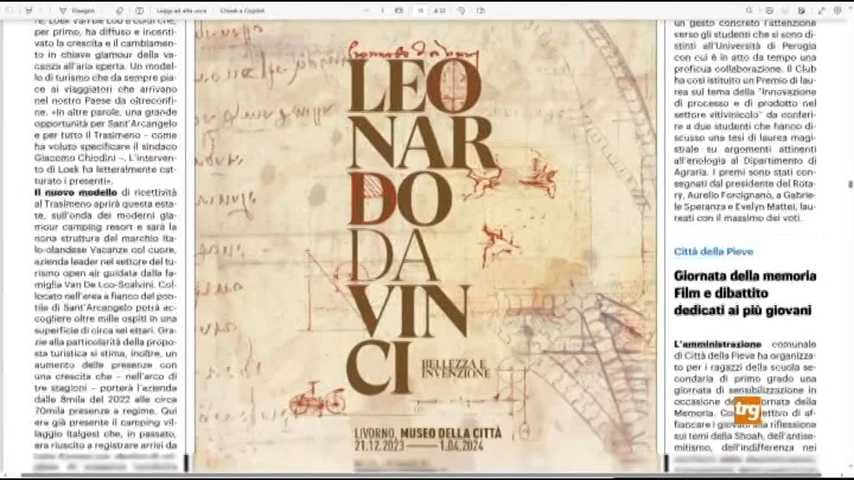 Leggi ad alta voce
Chiedi a Copilot
re, Loek Van De Loo è colui che,
per primo, ha diffuso e incenti-
vato la crescita e il cambiamento
in chiave glamour della va-
canza all'aria aperta. Un model-
lo di turismo che da sempre pia-
ce ai viaggiatori che arrivano
nel nostro Paese da oltreconfi-
ne. «In altre parole, una grande
opportunità per Sant'Arcangelo
e per tutto il Trasimeno – come
ha voluto specificare il sindaco
Giacomo Chiodini –. L'interven-
to di Loek ha letteralmente cat-
turato i presenti».
Il nuovo modello di ricettività
al Trasimeno aprirà questa esta-
te, sull'onda dei moderni gla-
mour camping resort e sarà la
nona struttura del marchio ita-
lo-olandese Vacanze col cuore,
azienda leader nel settore del tu-
rismo open air guidata dalla fa-
miglia Van De Loo-Scalvini. Col-
locato nell'area a fianco del pon-
tile di Sant'Arcangelo potrà ac-
cogliere oltre mille ospiti in una
superficie di circa sei ettari. Gra-
zie alla particolarità della propo-
sta turistica si stima, inoltre, un
aumento delle presenze con
una crescita che – nell'arco di
tre stagioni – porterà l'azienda
dalle 8mila del 2022 alle circa
70mila presenze a regime. Qui
era già presente il camping vil-
laggio Italgest che, in passato,
era riuscito a registrare arrivi da
LEO
NAR
DO
DA
VIN
CI
BELLEZZA E
INVENZIONE
LIVORNO, MUSEO DELLA CITTÀ
21.12.2023 — 1.04.2024
un gesto concreto l'attenzione
verso gli studenti che si sono di-
stinti all'Università di Perugia
con cui è in atto da tempo una
proficua collaborazione. Il Club
ha così istituito un Premio di lau-
rea sul tema della "Innovazione
di processo e di prodotto nel
settore vitivinicolo" da conferi-
re a due studenti che hanno di-
scusso una tesi di laurea magi-
strale su argomenti attinenti
all'enologia al Dipartimento di
Agraria. I premi sono stati con-
segnati dal presidente del Rota-
ry, Aurelio Forcignanò, a Gabrie-
le Speranza e Evelyn Mattei, lau-
reati con il massimo dei voti.
Città della Pieve
Giornata della memoria
Film e dibattito
dedicati ai più giovani
L'amministrazione comunale
di Città della Pieve ha organizza-
to per i ragazzi della scuola se-
condaria di primo grado una
giornata di sensibilizzazione in
occasione della Giornata della
Memoria. Con l'obiettivo di af-
fiancare i giovani alla riflessione
sui temi della Shoah, dell'antise-
mitismo, dell'indifferenza nei
trg